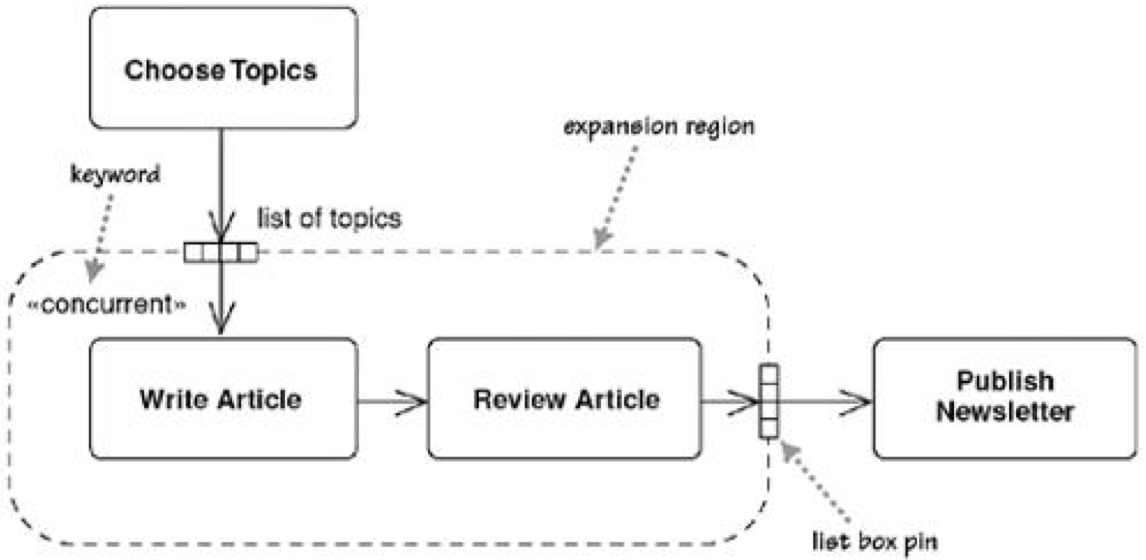 Choose Topics
expansion region
keyword
list of topics
«concurrent»
Write Article
Review Article
Publish
Newsletter
list box pin